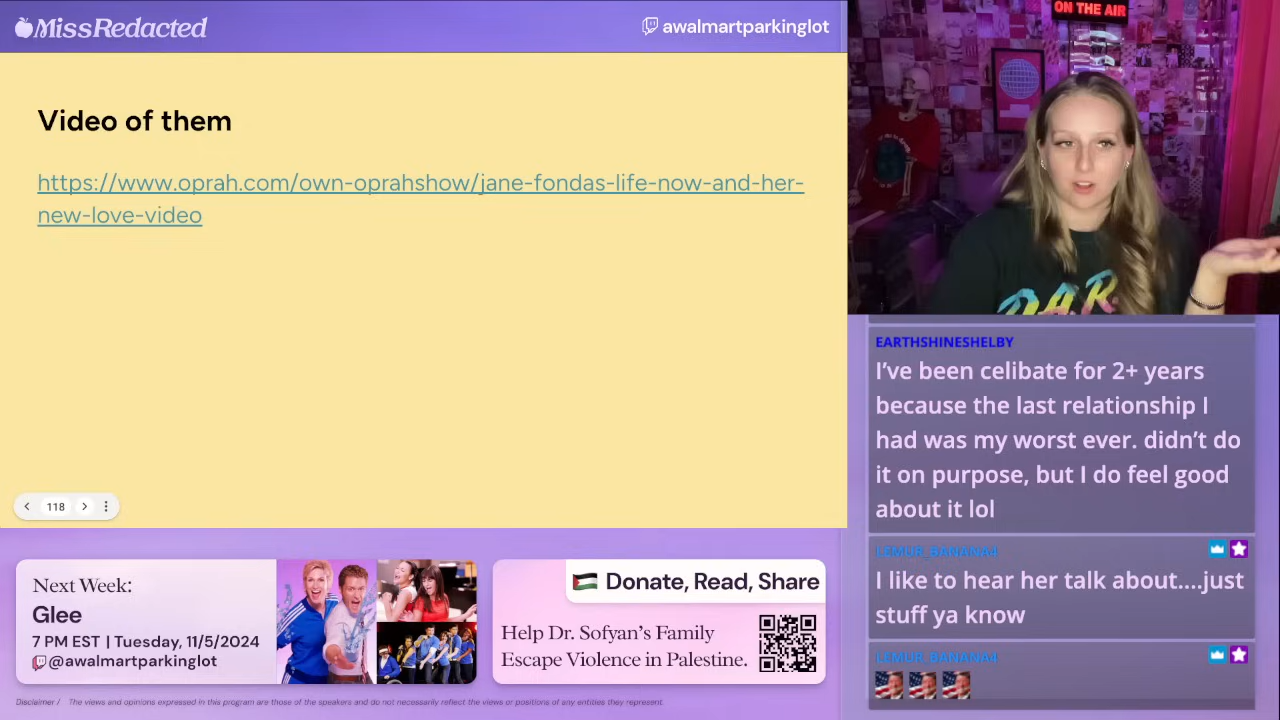 MissRedacted
awalmartparkinglot
ON THE AIR
Video of them
https://www.oprah.com/own-oprahshow/jane-fondas-life-now-and-her-
new-love-video
118
D.A.R.
EARTHSHINESHELBY
I’ve been celibate for 2+ years
because the last relationship I
had was my worst ever. didn’t do
it on purpose, but I do feel good
about it lol
LEMUR_BANANA4
I like to hear her talk about....just
stuff ya know
LEMUR_BANANA4
Next Week:
Glee
7 PM EST | Tuesday, 11/5/2024
@awalmartparkinglot
Donate, Read, Share
Help Dr. Sofyan’s Family
Escape Violence in Palestine.
Disclaimer / The views and opinions expressed in this program are those of the speakers and do not necessarily reflect the views or positions of any entities they represent.